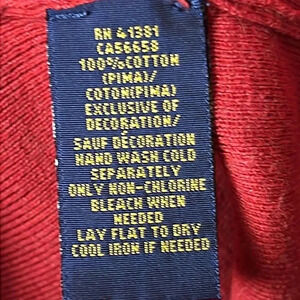 RN 41381
CA56658
100%COTTON
(PIMA)/
COTON(PIMA)
EXCLUSIVE OF
DECORATION/
SAUF DÉCORATION
HAND WASH COLD
SEPARATELY
ONLY NON-CHLORINE
BLEACH WHEN
NEEDED
LAY FLAT TO DRY
COOL IRON IF NEEDED